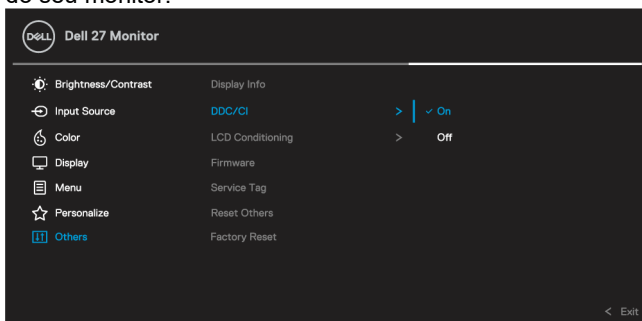 do seu monitor.
DELL Dell 27 Monitor
Brightness/Contrast Display Info
Input Source DDC/CI > ✓ On
Color LCD Conditioning > Off
Display Firmware
Menu Service Tag
Personalize Reset Others
Others Factory Reset
< Exit